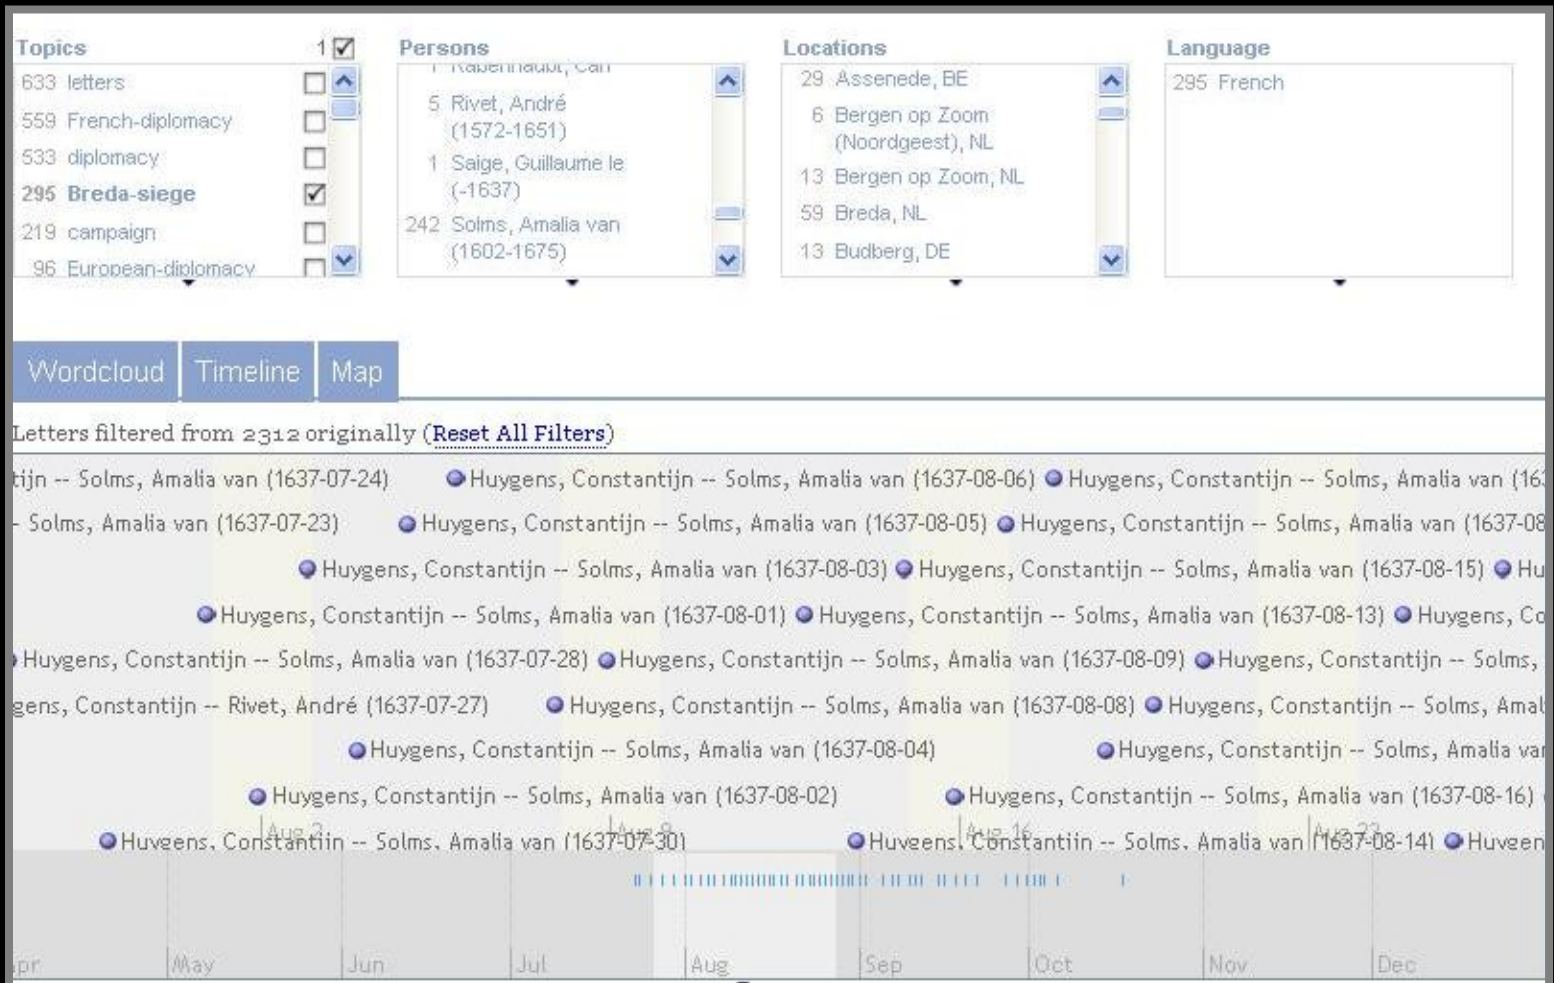 Topics 1
633 letters
559 French-diplomacy
533 diplomacy
295 Breda-siege
219 campaign
96 European-diplomacy
Persons
5 Rivet, André
(1572-1651)
1 Saige, Guillaume le
(-1637)
242 Solms, Amalia van
(1602-1675)
Locations
29 Assenede, BE
6 Bergen op Zoom
(Noordgeest), NL
13 Bergen op Zoom, NL
59 Breda, NL
13 Budberg, DE
Language
295 French
Wordcloud Timeline Map
Letters filtered from 2312 originally (Reset All Filters)
tijn -- Solms, Amalia van (1637-07-24) Huygens, Constantijn -- Solms, Amalia van (1637-08-06) Huygens, Constantijn -- Solms, Amalia van (163
- Solms, Amalia van (1637-07-23) Huygens, Constantijn -- Solms, Amalia van (1637-08-05) Huygens, Constantijn -- Solms, Amalia van (1637-08
Huygens, Constantijn -- Solms, Amalia van (1637-08-03) Huygens, Constantijn -- Solms, Amalia van (1637-08-15) Hu
Huygens, Constantijn -- Solms, Amalia van (1637-08-01) Huygens, Constantijn -- Solms, Amalia van (1637-08-13) Huygens, Co
Huygens, Constantijn -- Solms, Amalia van (1637-07-28) Huygens, Constantijn -- Solms, Amalia van (1637-08-09) Huygens, Constantijn -- Solms,
gens, Constantijn -- Rivet, André (1637-07-27) Huygens, Constantijn -- Solms, Amalia van (1637-08-08) Huygens, Constantijn -- Solms, Amal
Huygens, Constantijn -- Solms, Amalia van (1637-08-04) Huygens, Constantijn -- Solms, Amalia van
Huygens, Constantijn -- Solms, Amalia van (1637-08-02) Huygens, Constantijn -- Solms, Amalia van (1637-08-16)
Aug 2 Aug 9 Aug 16 Aug 23
Huygens, Constantijn -- Solms, Amalia van (1637-07-30) Huygens, Constantijn -- Solms, Amalia van (1637-08-14) Huygen
pr May Jun Jul Aug Sep Oct Nov Dec